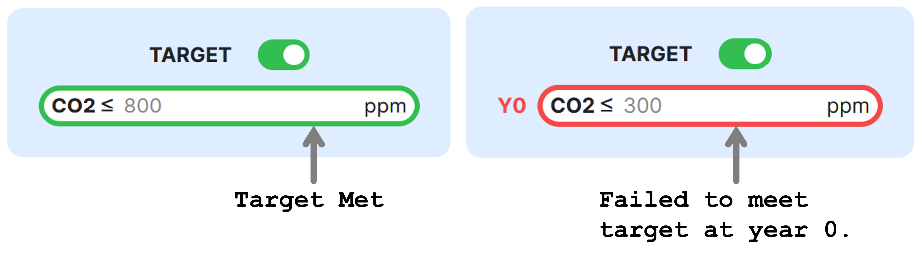 TARGET
CO2 ≤ 800 ppm
Target Met
TARGET
Y0 CO2 ≤ 300 ppm
Failed to meet
target at year 0.